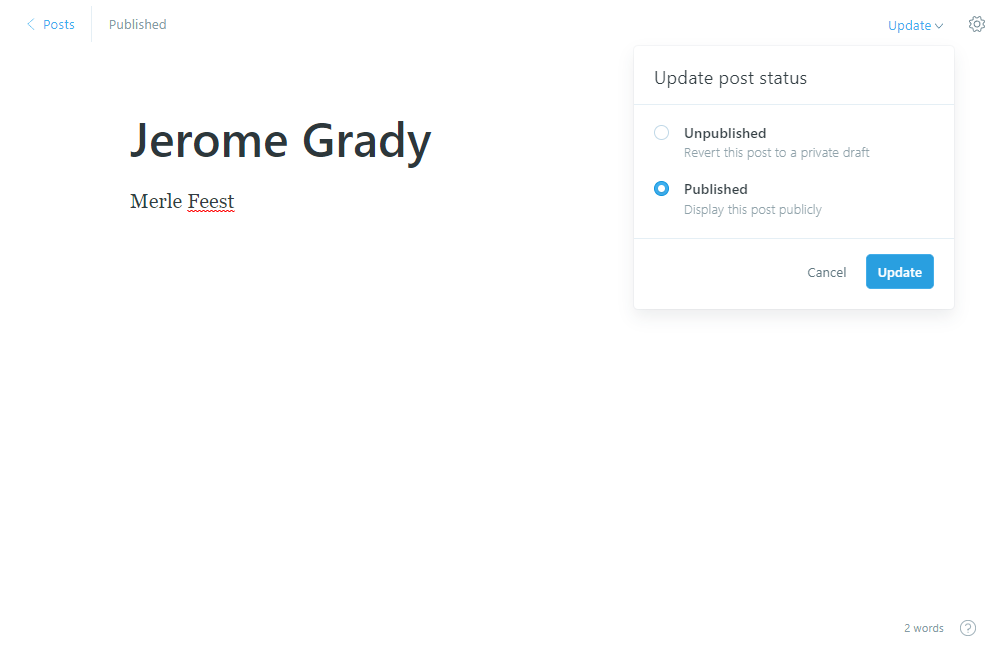 Posts
Published
Update
Update post status
Unpublished
Revert this post to a private draft
Published
Display this post publicly
Cancel
Update
Jerome Grady
Merle Feest
2 words
?